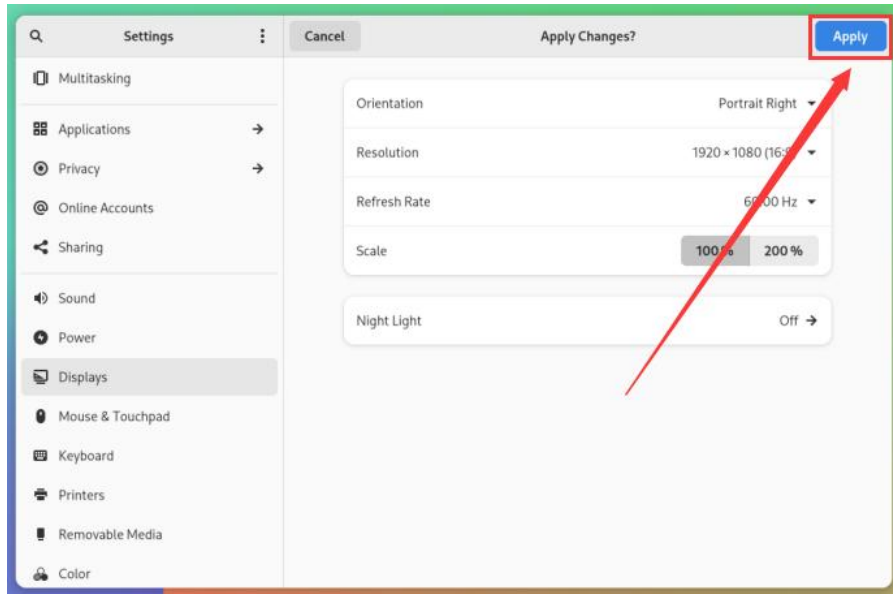 Settings
Cancel
Apply Changes?
Apply
Multitasking
Applications
Privacy
Online Accounts
Sharing
Sound
Power
Displays
Mouse & Touchpad
Keyboard
Printers
Removable Media
Color
Orientation
Portrait Right
Resolution
1920 × 1080
Refresh Rate
Hz
Scale
100 %
200 %
Night Light
Off